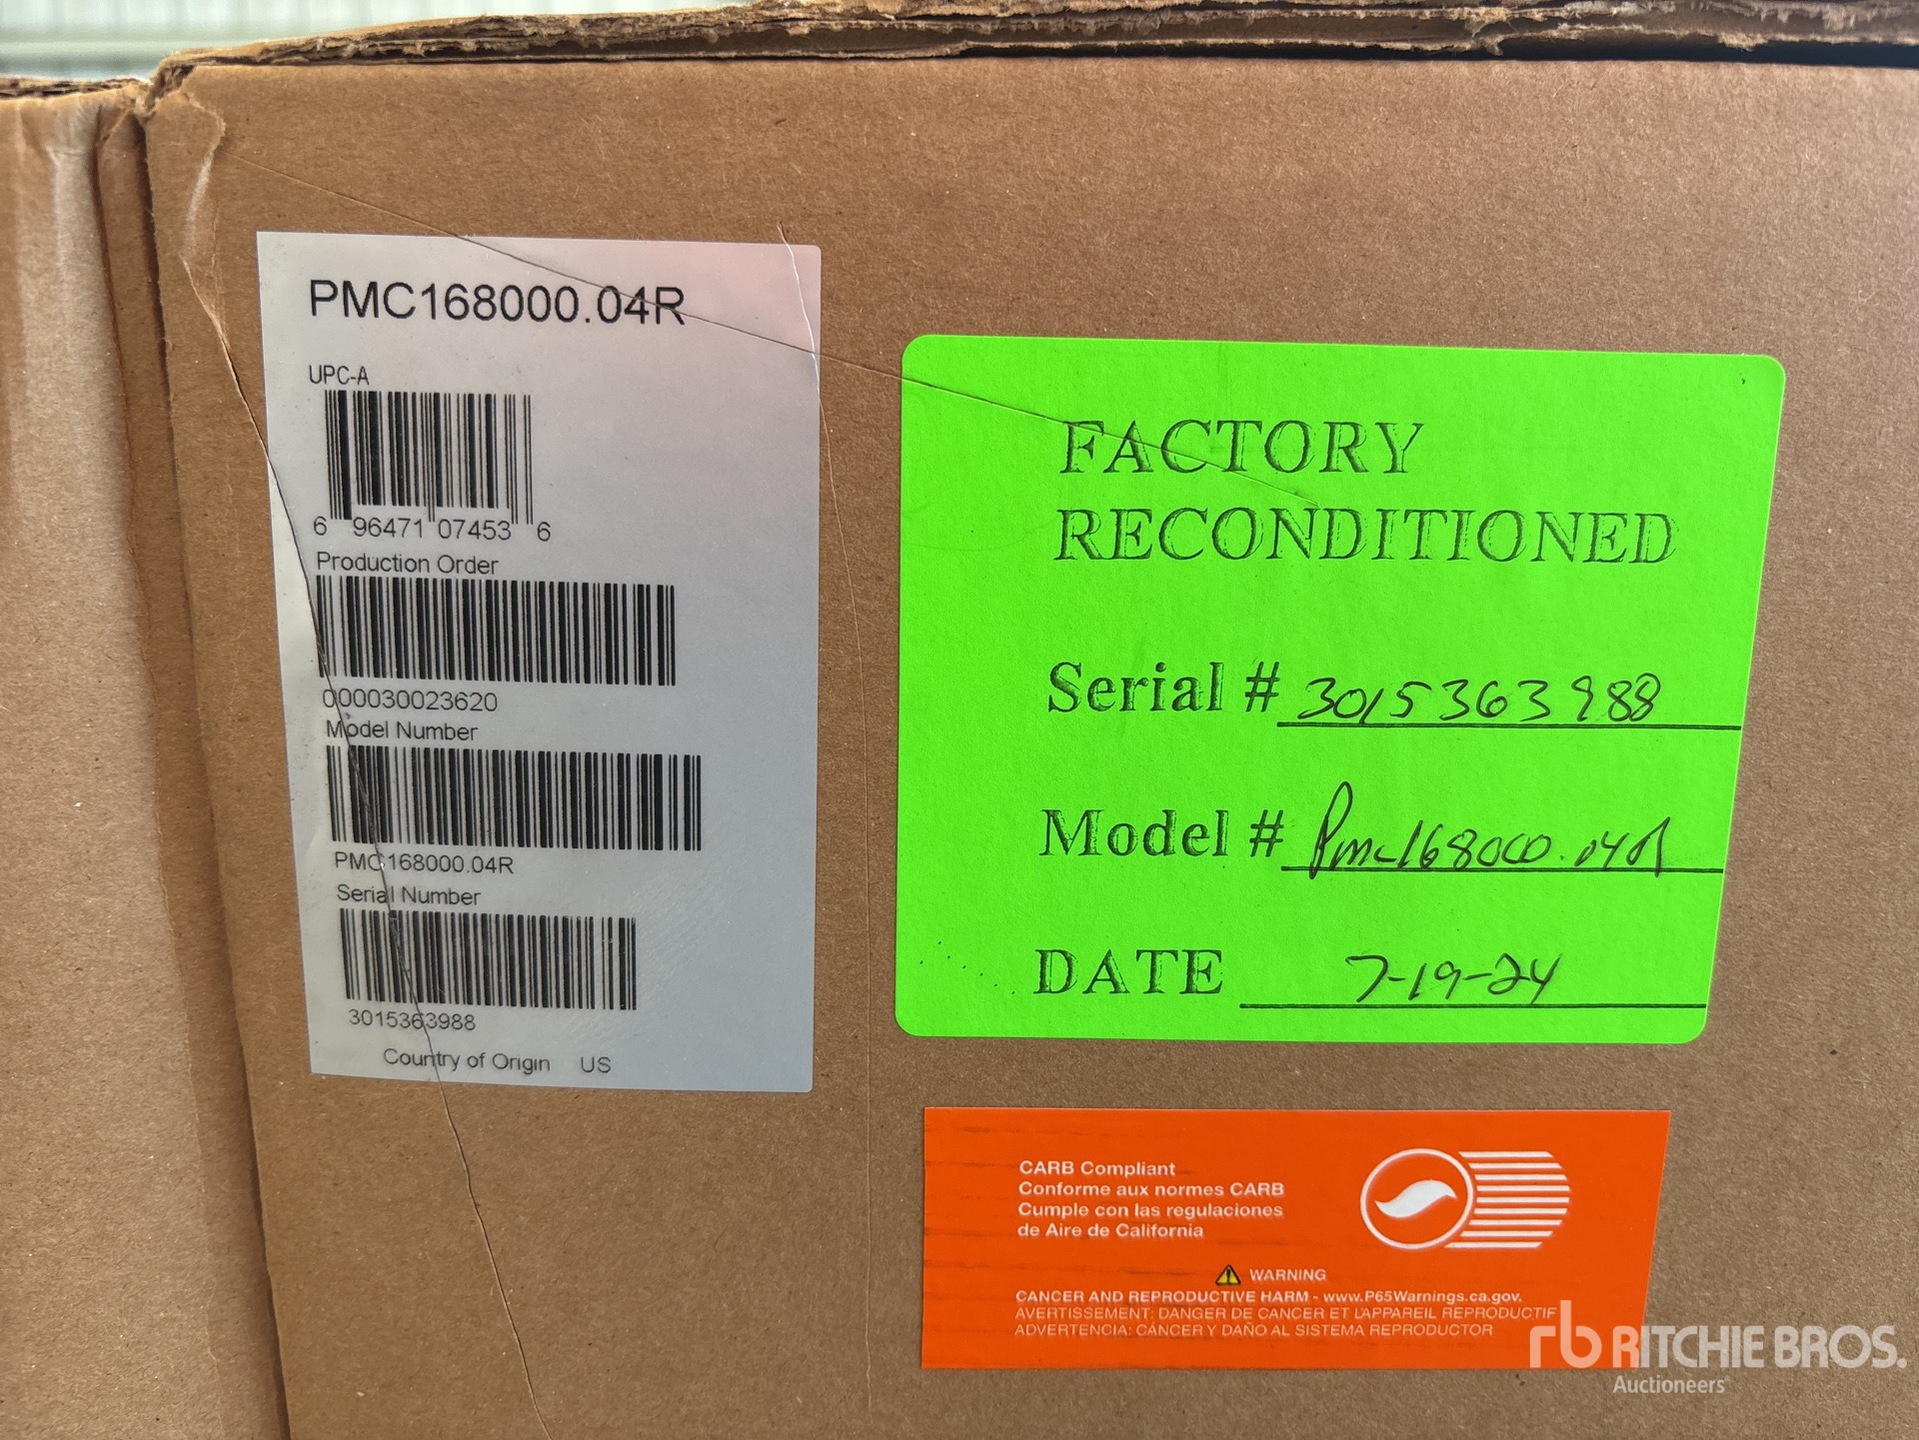 PMC168000.04R
UPC-A
6 96471 07453 6
Production Order
000030023620
Model Number
PMC168000.04R
Serial Number
3015363988
Country of Origin US
FACTORY
RECONDITIONED
Serial # 3015363988
Model # PMC168000.04R
DATE 7-19-24
CARB Compliant
Conforme aux normes CARB
Cumple con las regulaciones
de Aire de California
WARNING
CANCER AND REPRODUCTIVE HARM - www.P65Warnings.ca.gov.
AVERTISSEMENT: DANGER DE CANCER ET L'APPAREIL REPRODUCTIF
ADVERTENCIA: CÁNCER Y DAÑO AL SISTEMA REPRODUCTOR
rb RITCHIE BROS.
Auctioneers